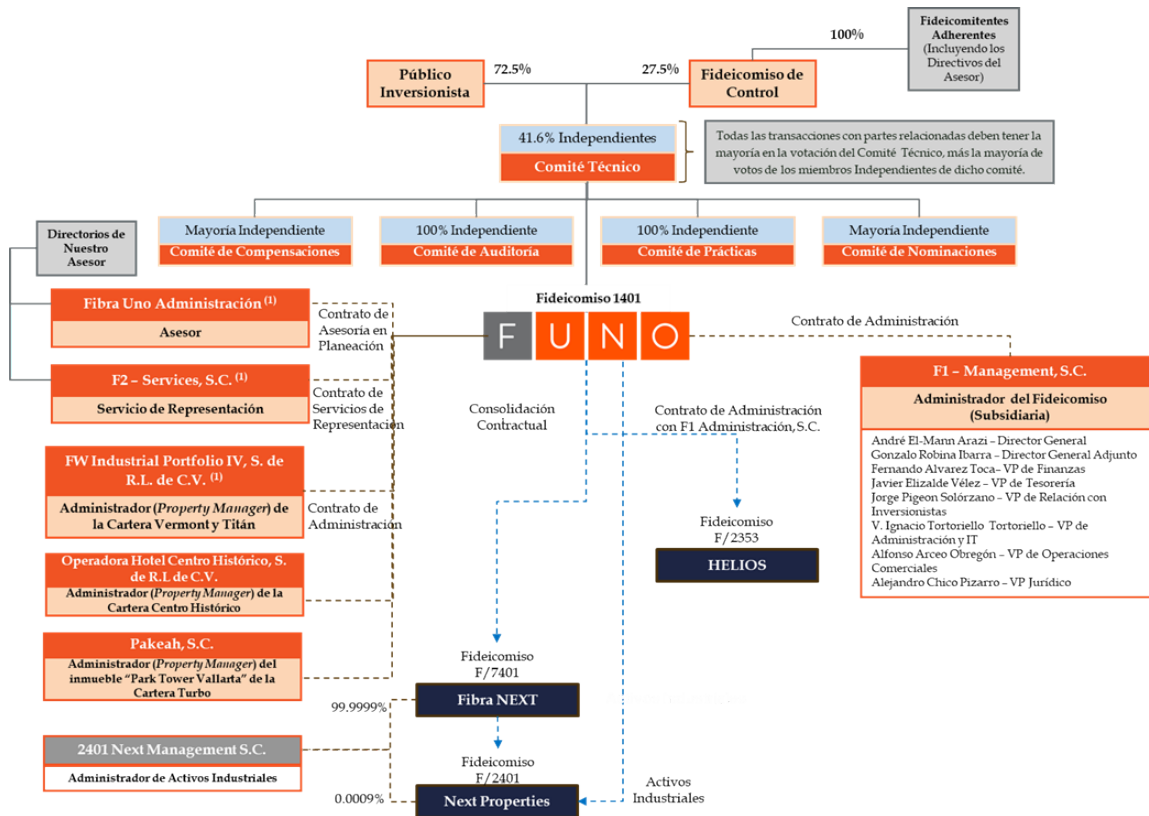 100%
Fideicomitentes
Adherentes
(Incluyendo los
Directivos del
Asesor)
Público
Inversionista
72.5%
27.5%
Fideicomiso de
Control
41.6% Independientes
Comité Técnico
Todas las transacciones con partes relacionadas deben tener la
mayoría en la votación del Comité Técnico, más la mayoría de
votos de los miembros Independientes de dicho comité.
Directorios de
Nuestro
Asesor
Mayoría Independiente
Comité de Compensaciones
100% Independiente
Comité de Auditoría
100% Independiente
Comité de Prácticas
Mayoría Independiente
Comité de Nominaciones
Fibra Uno Administración (1)
Asesor
Contrato de
Asesoría en
Planeación
Fideicomiso 1401
FUNO
Contrato de Administración
F2 – Services, S.C. (1)
Servicio de Representación
Contrato de
Servicios de
Representación
Consolidación
Contractual
Contrato de Administración
con F1 Administración, S.C.
F1 – Management, S.C.
Administrador del Fideicomiso
(Subsidiaria)
André El-Mann Arazi – Director General
Gonzalo Robina Ibarra – Director General Adjunto
Fernando Alvarez Toca– VP de Finanzas
Javier Elizalde Vélez – VP de Tesorería
Jorge Pigeon Solórzano – VP de Relación con
Inversionistas
V. Ignacio Tortoriello Tortoriello – VP de
Administración y IT
Alfonso Arceo Obregón – VP de Operaciones
Comerciales
Alejandro Chico Pizarro – VP Jurídico
FW Industrial Portfolio IV, S. de
R.L. de C.V. (1)
Administrador (Property Manager) de
la Cartera Vermont y Titán
Contrato de
Administración
Fideicomiso
F/2353
HELIOS
Operadora Hotel Centro Histórico, S.
de R.L de C.V.
Administrador (Property Manager) de la
Cartera Centro Histórico
Pakeah, S.C.
Administrador (Property Manager) del
inmueble “Park Tower Vallarta” de la
Cartera Turbo
Fideicomiso
F/7401
Fibra NEXT
99.9999%
2401 Next Management S.C.
Administrador de Activos Industriales
0.0009%
Fideicomiso
F/2401
Next Properties
Activos
Industriales